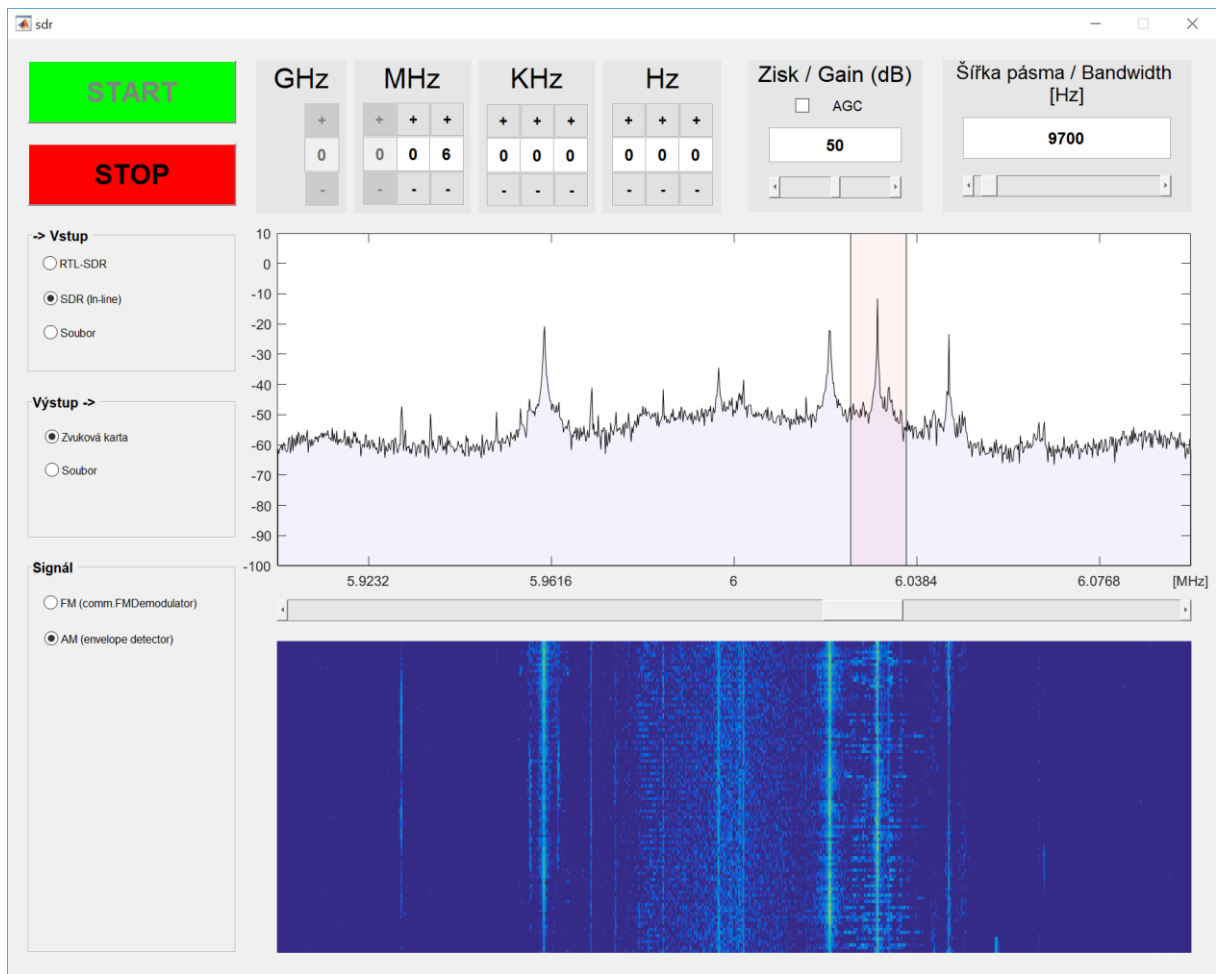 sdr
START
STOP
GHz
MHz
KHz
Hz
+
+ + +
+ + +
+ + +
0
0 0 6
0 0 0
0 0 0
-
- - -
- - -
- - -
Zisk / Gain (dB)
AGC
50
Šířka pásma / Bandwidth
[Hz]
9700
-> Vstup
RTL-SDR
SDR (In-line)
Soubor
Výstup ->
Zvuková karta
Soubor
Signál
FM (comm.FMDemodulator)
AM (envelope detector)
10
0
-10
-20
-30
-40
-50
-60
-70
-80
-90
-100
5.9232 5.9616 6 6.0384 6.0768 [MHz]